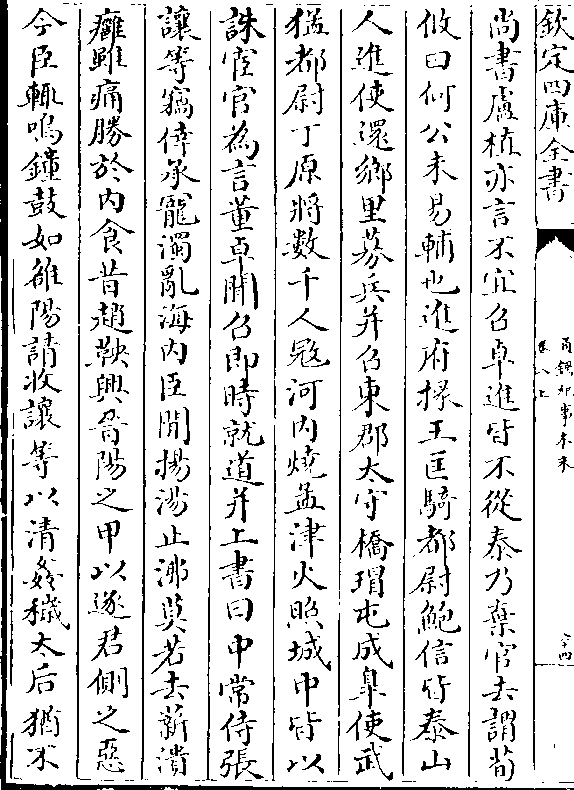 欽定四庫全書
通鑑紀事本末
卷八上
六四
尚書盧植亦言不宜召卓進皆不從泰乃棄官去謂荀
攸曰何公未易輔也進府掾王匡騎都尉鮑信皆泰山
人進使還鄉里募兵并召東郡太守橋瑁屯成臯使武
猛都尉丁原將數千人寇河内燒孟津火照城中皆以
誅宦官為言董卓聞召即時就道并上書曰中常侍張
讓等竊倖承寵濁亂海内臣聞揚湯止沸莫若去薪潰
癰雖痛勝於内食昔趙鞅興晉陽之甲以逐君側之惡
今臣輒鳴鐘鼓如雒陽請收讓等以清姦穢太后猶不